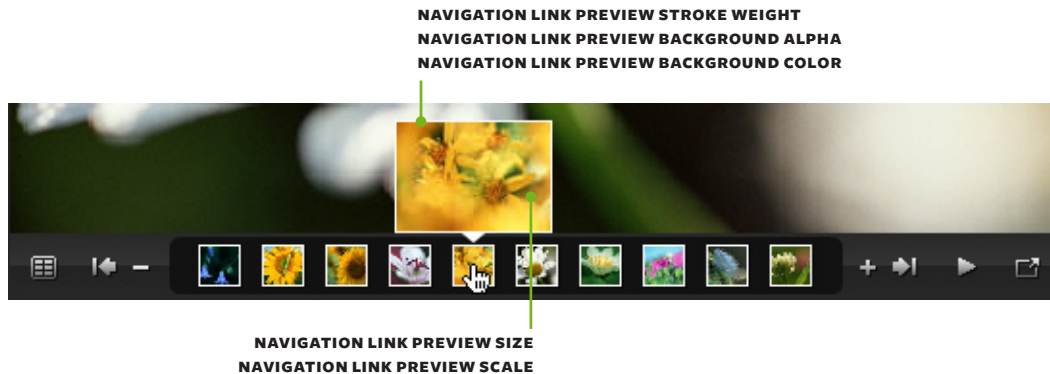 NAVIGATION LINK PREVIEW STROKE WEIGHT
NAVIGATION LINK PREVIEW BACKGROUND ALPHA
NAVIGATION LINK PREVIEW BACKGROUND COLOR
NAVIGATION LINK PREVIEW SIZE
NAVIGATION LINK PREVIEW SCALE